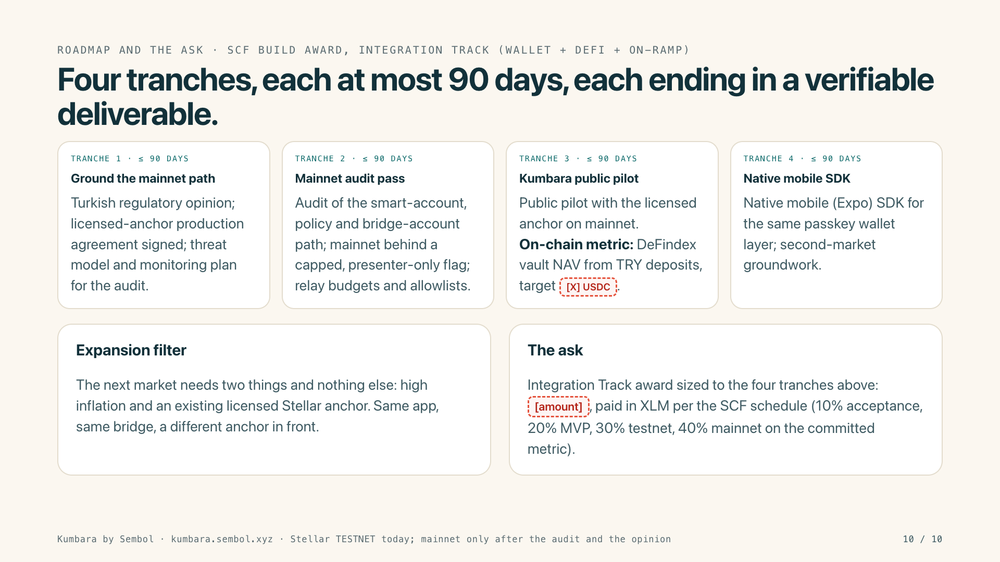 ROADMAP AND THE ASK · SCF BUILD AWARD, INTEGRATION TRACK (WALLET + DEFI + ON-RAMP)
Four tranches, each at most 90 days, each ending in a verifiable
deliverable.
TRANCHE 1 · ≤ 90 DAYS
Ground the mainnet path
Turkish regulatory opinion;
licensed-anchor production
agreement signed; threat
model and monitoring plan
for the audit.
TRANCHE 2 · ≤ 90 DAYS
Mainnet audit pass
Audit of the smart-account,
policy and bridge-account
path; mainnet behind a
capped, presenter-only flag;
relay budgets and allowlists.
TRANCHE 3 · ≤ 90 DAYS
Kumbara public pilot
Public pilot with the licensed
anchor on mainnet.
On-chain metric: DeFindex
vault NAV from TRY deposits,
target [X] USDC.
TRANCHE 4 · ≤ 90 DAYS
Native mobile SDK
Native mobile (Expo) SDK for
the same passkey wallet
layer; second-market
groundwork.
Expansion filter
The next market needs two things and nothing else: high
inflation and an existing licensed Stellar anchor. Same app,
same bridge, a different anchor in front.
The ask
Integration Track award sized to the four tranches above:
[amount], paid in XLM per the SCF schedule (10% acceptance,
20% MVP, 30% testnet, 40% mainnet on the committed
metric).
Kumbara by Sembol · kumbara.sembol.xyz · Stellar TESTNET today; mainnet only after the audit and the opinion
10 / 10